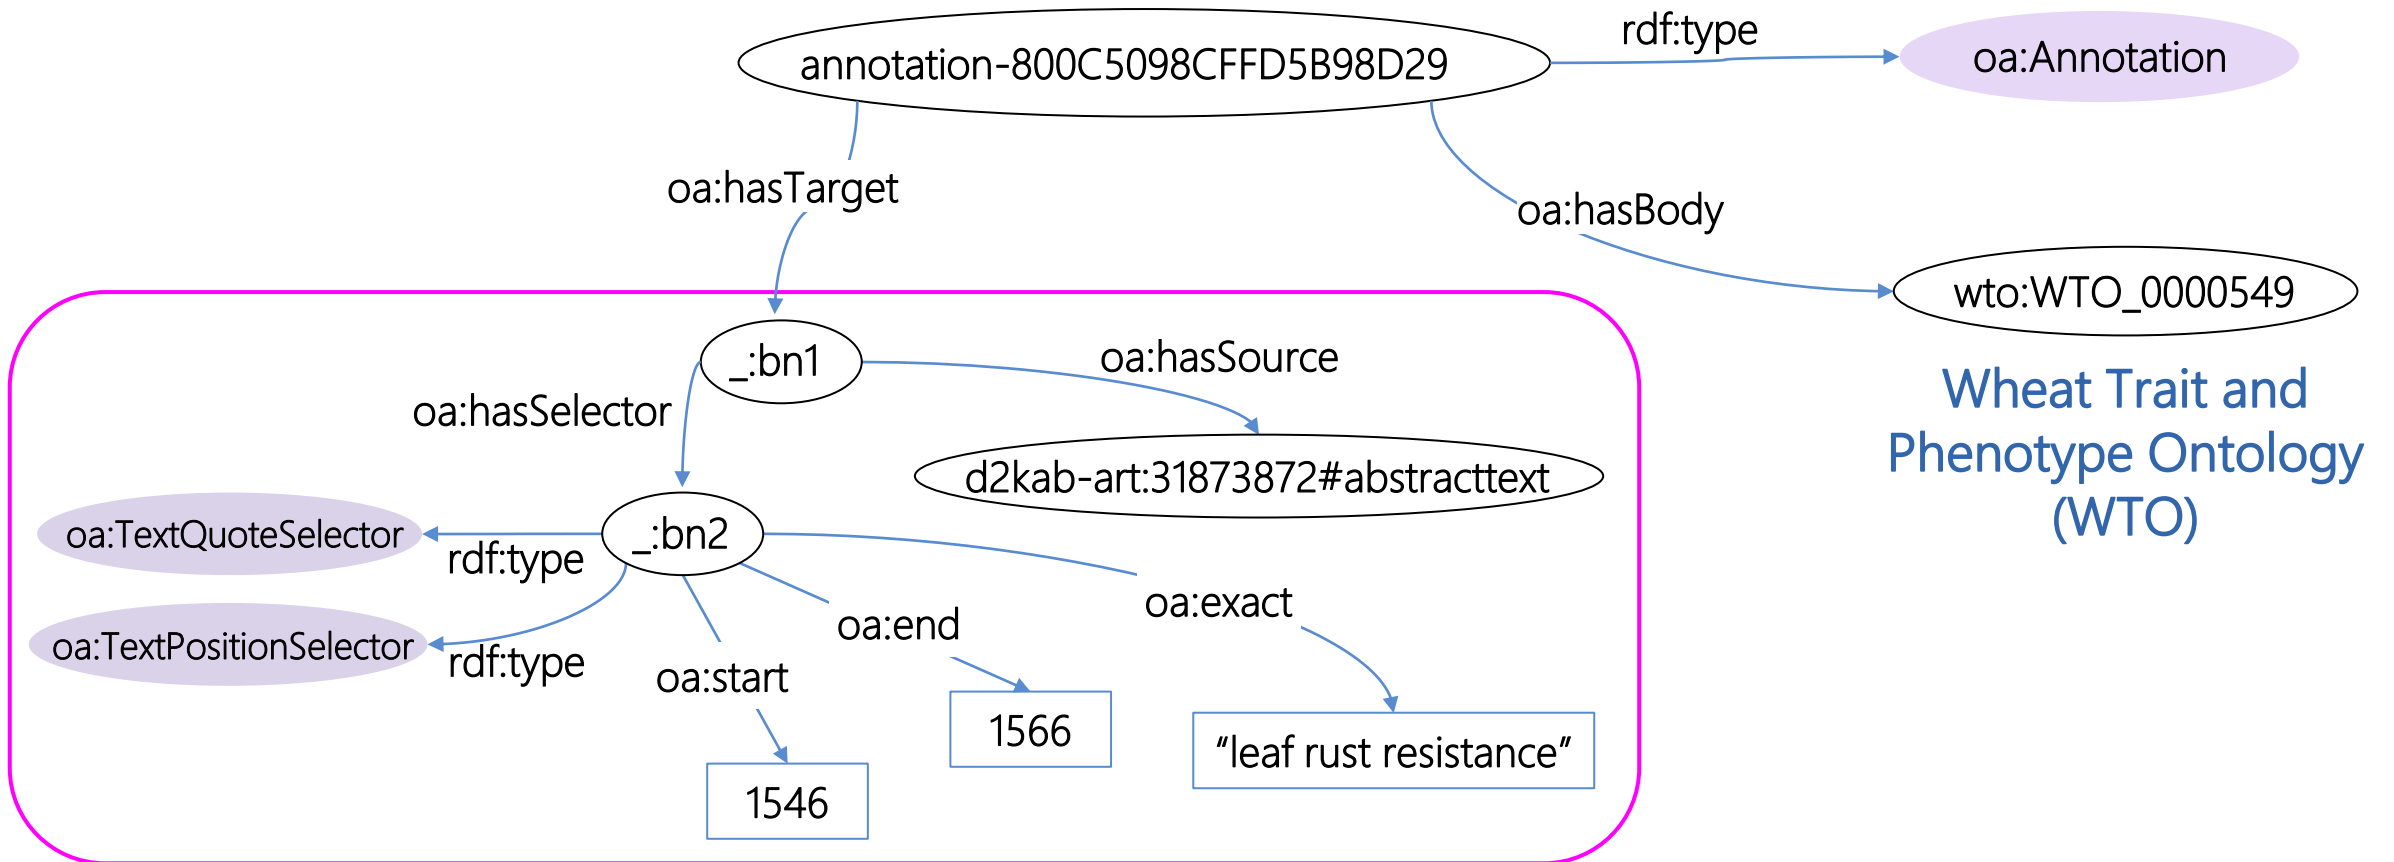 annotation-800C5098CFFD5B98D29
rdf:type
oa:Annotation
oa:hasTarget
oa:hasBody
wto:WTO_0000549
Wheat Trait and
Phenotype Ontology
(WTO)
_:bn1
oa:hasSource
oa:hasSelector
d2kab-art:31873872#abstracttext
oa:TextQuoteSelector
rdf:type
_:bn2
oa:TextPositionSelector
rdf:type
oa:start
oa:end
oa:exact
1546
1566
“leaf rust resistance”